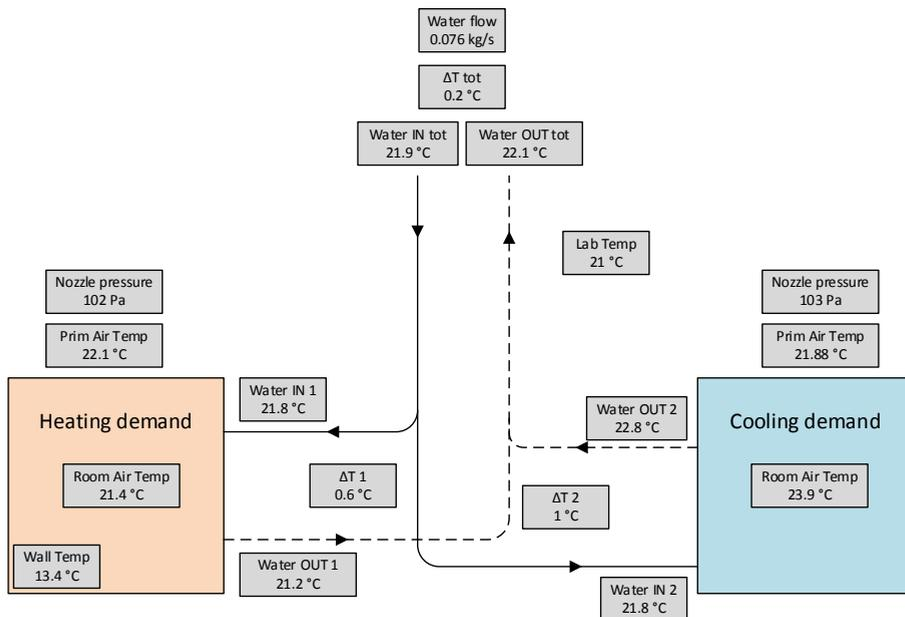 Water flow
0.076 kg/s
ΔT tot
0.2 °C
Water IN tot
21.9 °C
Water OUT tot
22.1 °C
Lab Temp
21 °C
Nozzle pressure
102 Pa
Prim Air Temp
22.1 °C
Nozzle pressure
103 Pa
Prim Air Temp
21.88 °C
Heating demand
Room Air Temp
21.4 °C
Wall Temp
13.4 °C
Water IN 1
21.8 °C
ΔT 1
0.6 °C
Water OUT 1
21.2 °C
Water OUT 2
22.8 °C
ΔT 2
1 °C
Water IN 2
21.8 °C
Cooling demand
Room Air Temp
23.9 °C